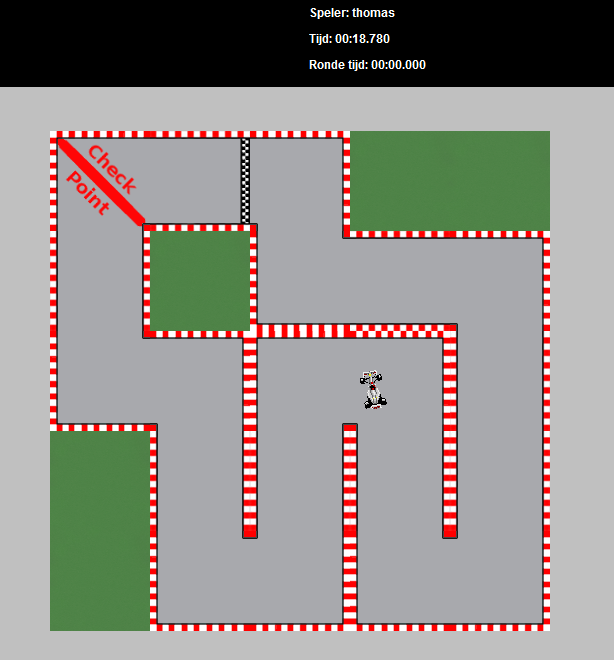 Speler: thomas
Tijd: 00:18.780
Ronde tijd: 00:00.000
Check
Point